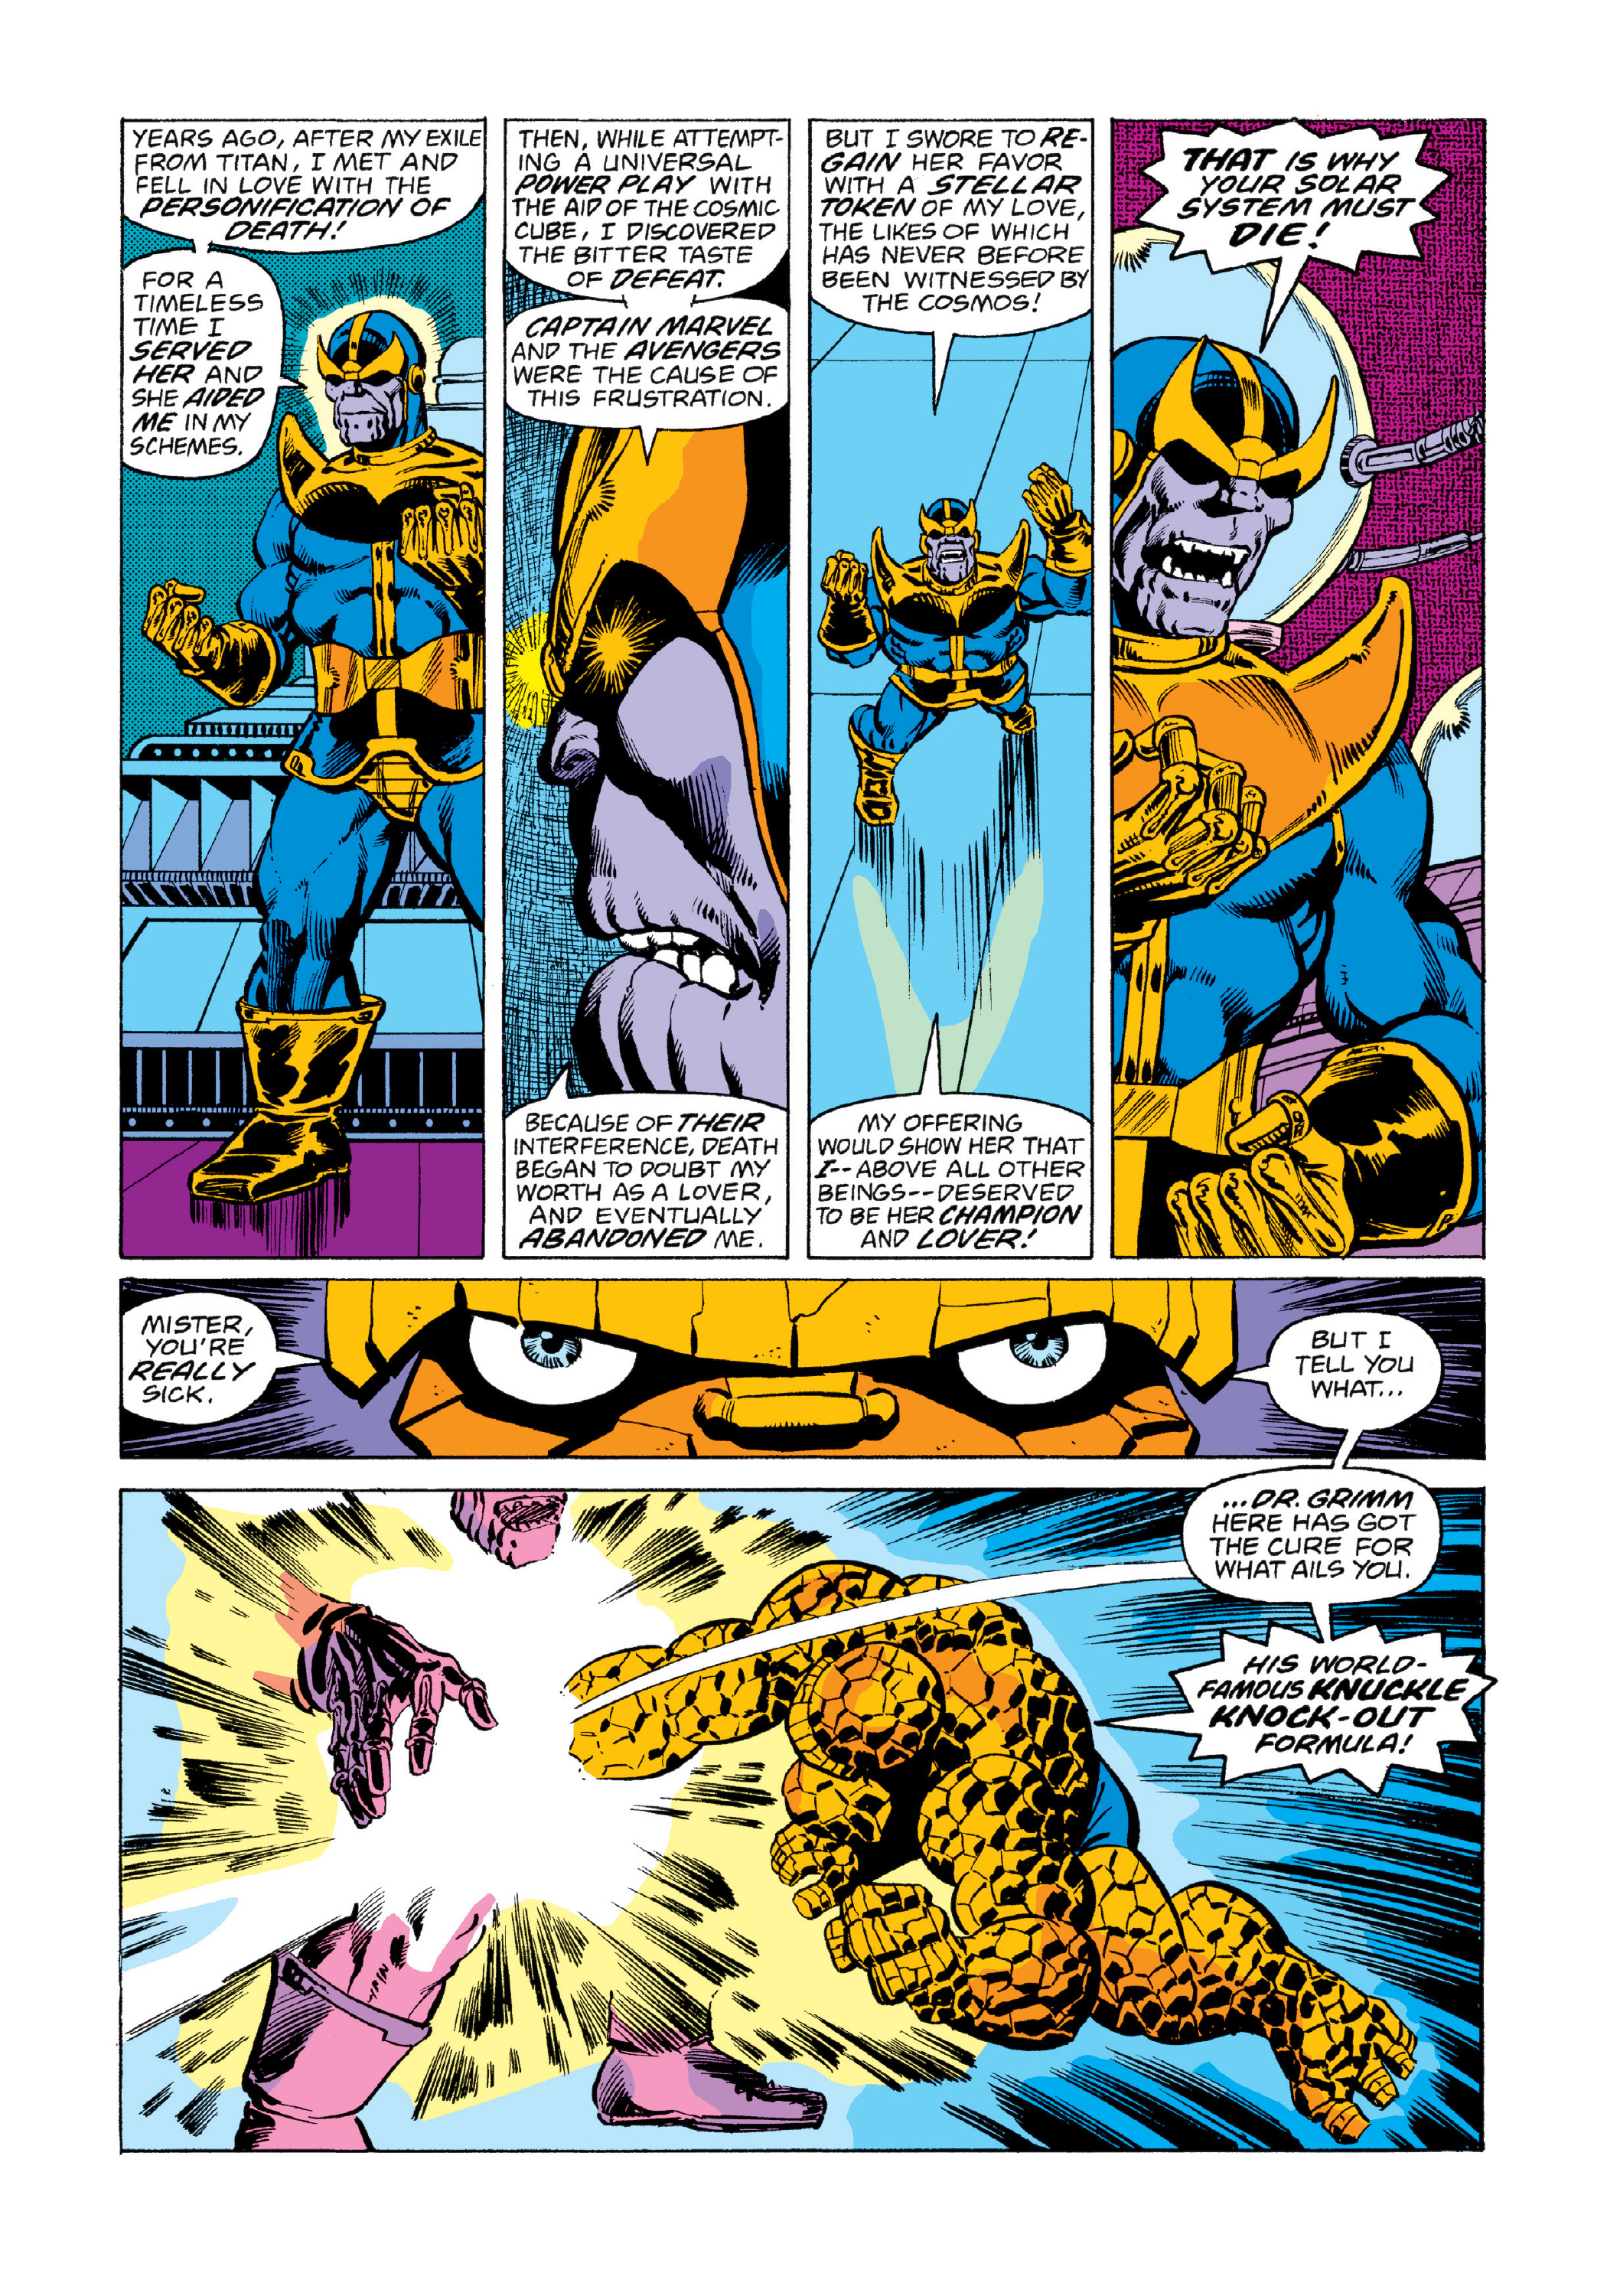 YEARS AGO, AFTER MY EXILE
FROM TITAN, I MET AND
FELL IN LOVE WITH THE
PERSONIFICATION OF
DEATH!
FOR A
TIMELESS
TIME I
SERVED
HER AND
SHE AIDED
ME IN MY
SCHEMES.
THEN, WHILE ATTEMPT-
ING A UNIVERSAL
POWER PLAY WITH
THE AID OF THE COSMIC
CUBE, I DISCOVERED
THE BITTER TASTE
OF DEFEAT.
CAPTAIN MARVEL
AND THE AVENGERS
WERE THE CAUSE OF
THIS FRUSTRATION.
BECAUSE OF THEIR
INTERFERENCE, DEATH
BEGAN TO DOUBT MY
WORTH AS A LOVER,
AND EVENTUALLY
ABANDONED ME.
BUT I SWORE TO RE-
GAIN HER FAVOR
WITH A STELLAR
TOKEN OF MY LOVE,
THE LIKES OF WHICH
HAS NEVER BEFORE
BEEN WITNESSED BY
THE COSMOS!
MY OFFERING
WOULD SHOW HER THAT
I--ABOVE ALL OTHER
BEINGS--DESERVED
TO BE HER CHAMPION
AND LOVER!
THAT IS WHY
YOUR SOLAR
SYSTEM MUST
DIE!
MISTER,
YOU'RE
REALLY
SICK.
BUT I
TELL YOU
WHAT...
...DR. GRIMM
HERE HAS GOT
THE CURE FOR
WHAT AILS YOU.
HIS WORLD-
FAMOUS KNUCKLE
KNOCK-OUT
FORMULA!